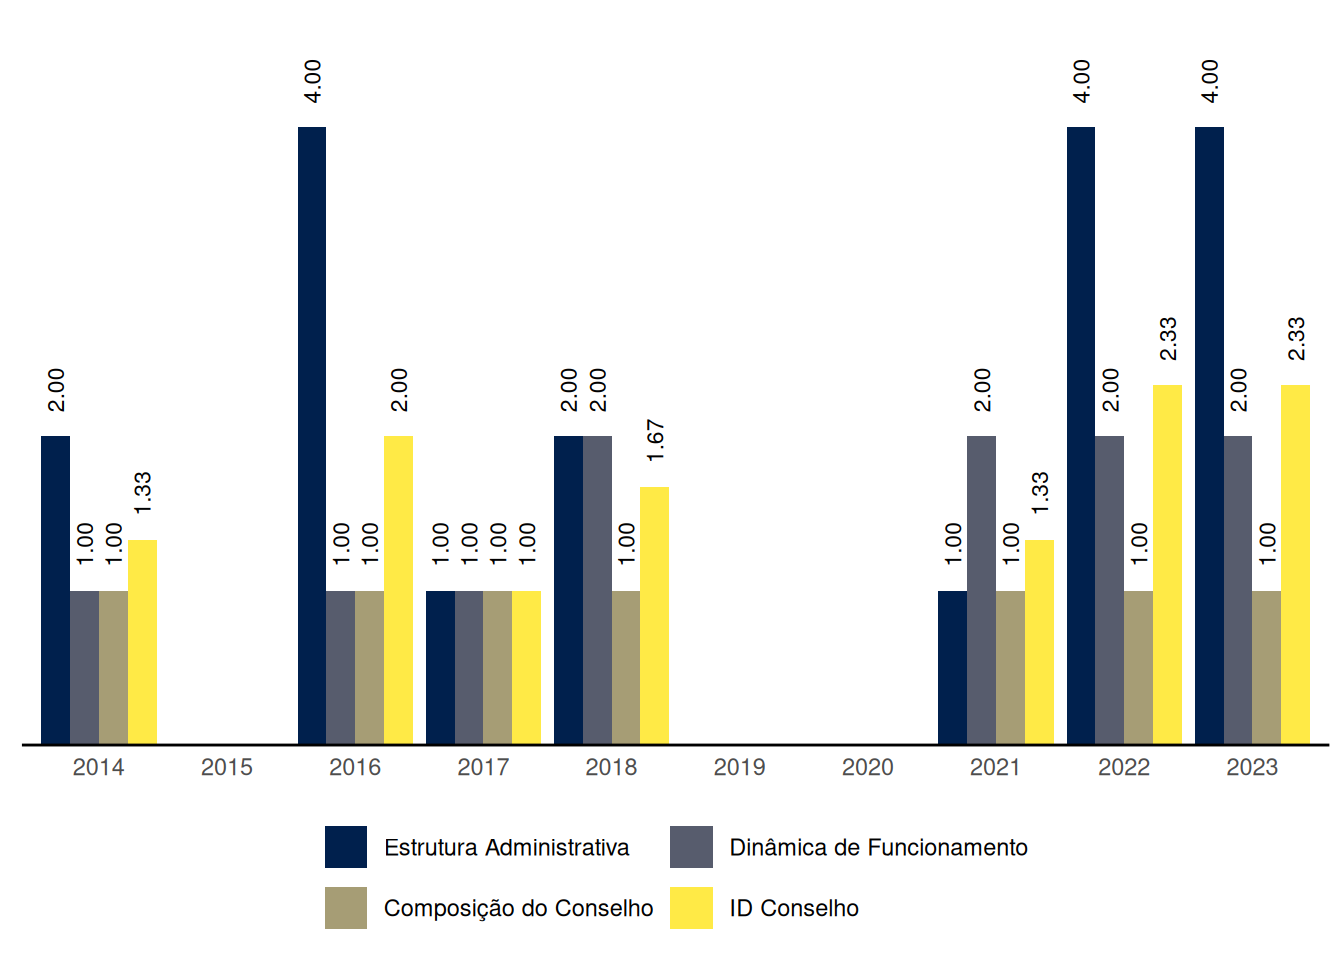 4.00 4.00 4.00
2.33 2.33
2.00 2.00 2.00 2.00 2.00 2.00 2.00
1.67
1.33 1.33
1.00 1.00 1.00 1.00 1.00 1.00 1.00 1.00 1.00 1.00 1.00 1.00 1.00
2014 2015 2016 2017 2018 2019 2020 2021 2022 2023
Estrutura Administrativa Dinâmica de Funcionamento
Composição do Conselho ID Conselho